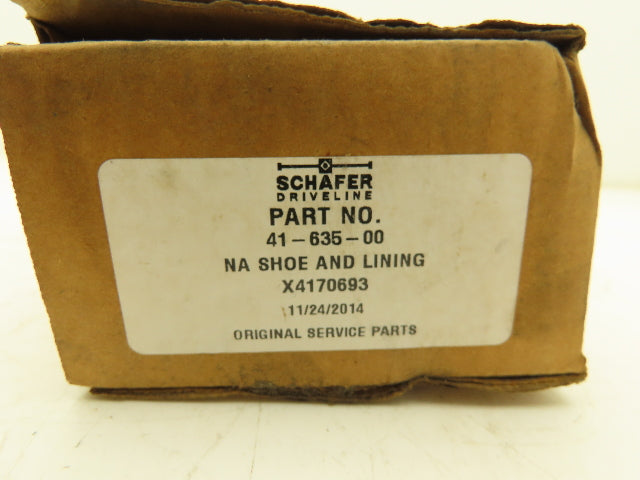 SCHAFER
DRIVELINE
PART NO.
41-635-00
NA SHOE AND LINING
X4170693
11/24/2014
ORIGINAL SERVICE PARTS